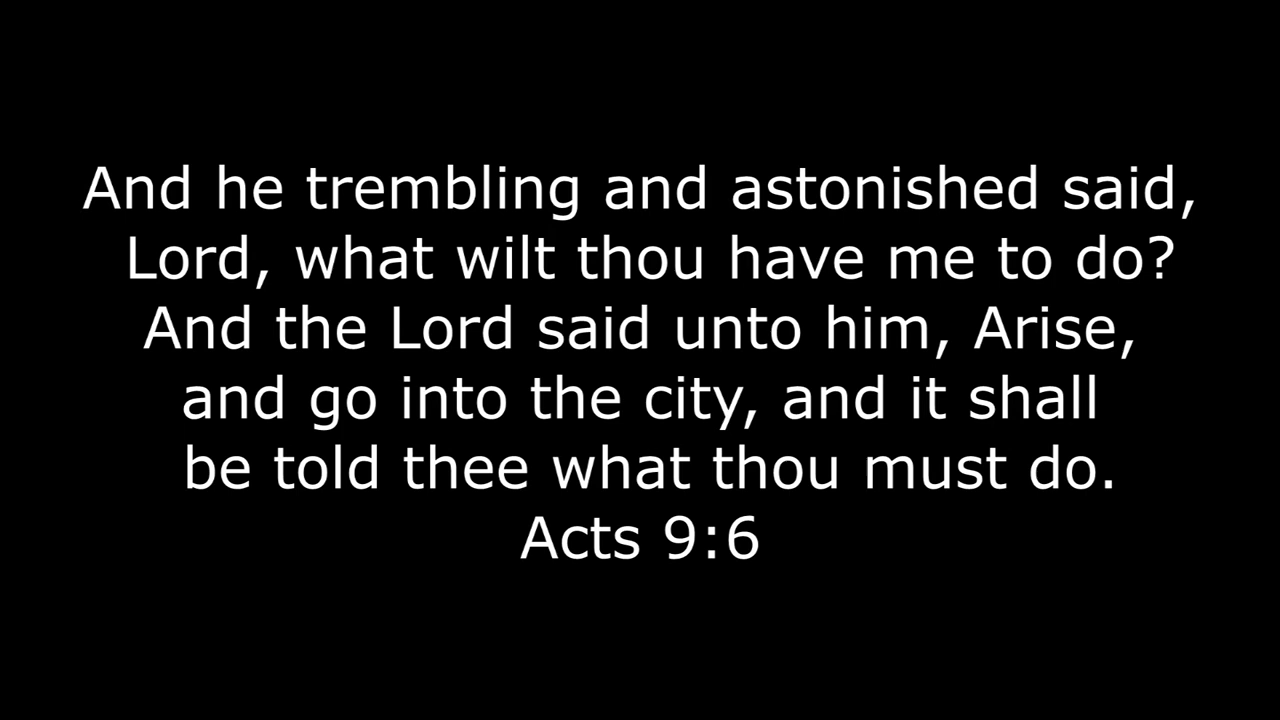 And he trembling and astonished said,
Lord, what wilt thou have me to do?
And the Lord said unto him, Arise,
and go into the city, and it shall
be told thee what thou must do.
Acts 9:6